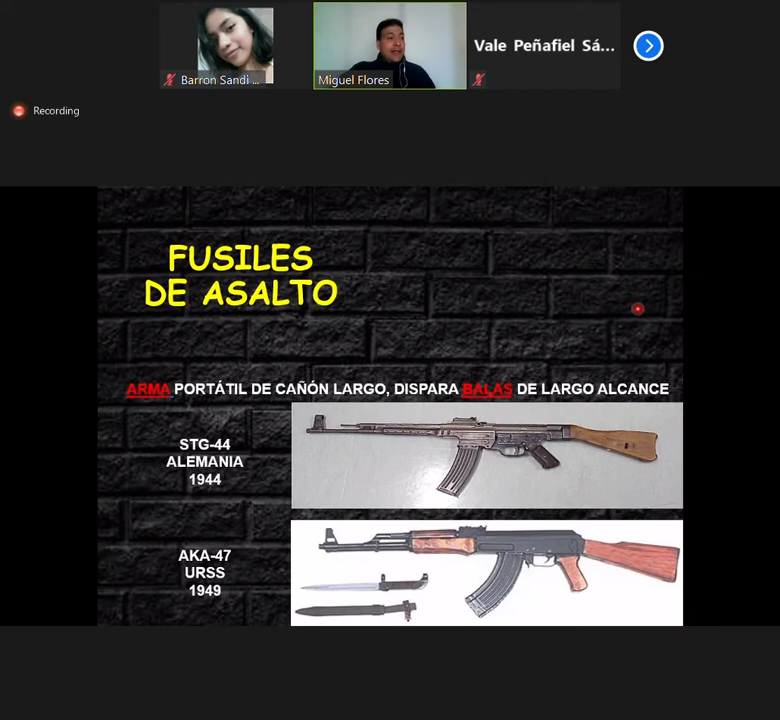 Barron Sandi ...
Miguel Flores
Vale Peñafiel Sá...
Recording
FUSILES
DE ASALTO
ARMA PORTÁTIL DE CAÑÓN LARGO, DISPARA BALAS DE LARGO ALCANCE
STG-44
ALEMANIA
1944
AKA-47
URSS
1949